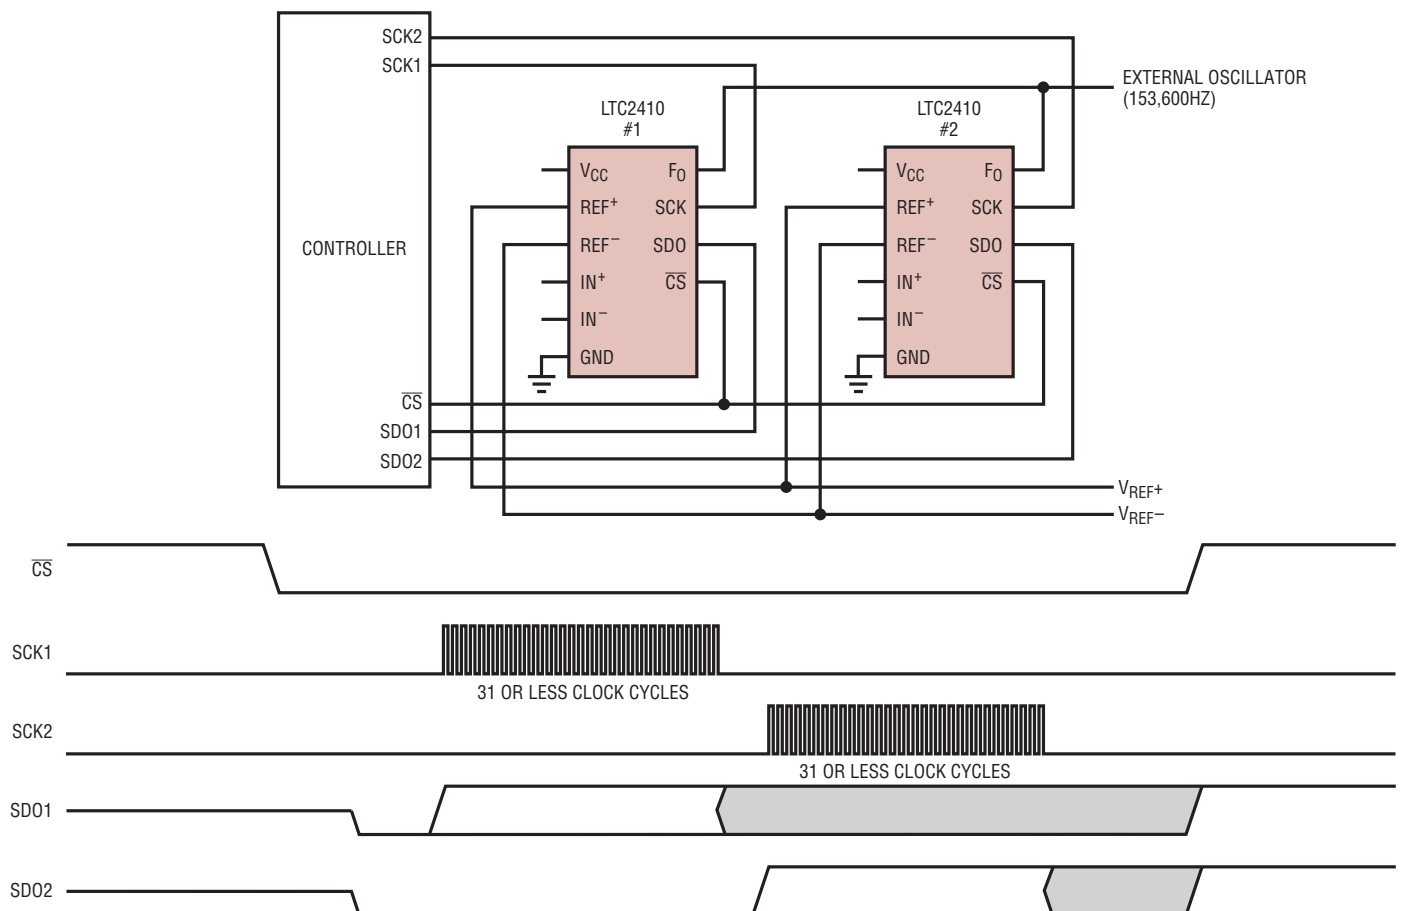 SCK2
SCK1
EXTERNAL OSCILLATOR
(153,600HZ)
LTC2410
#1
LTC2410
#2
VCC
FO
REF+
SCK
REF−
SDO
IN+
CS
IN−
GND
VCC
FO
REF+
SCK
REF−
SDO
IN+
CS
IN−
GND
CONTROLLER
CS
SDO1
SDO2
VREF+
VREF−
CS
SCK1
31 OR LESS CLOCK CYCLES
SCK2
31 OR LESS CLOCK CYCLES
SDO1
SDO2